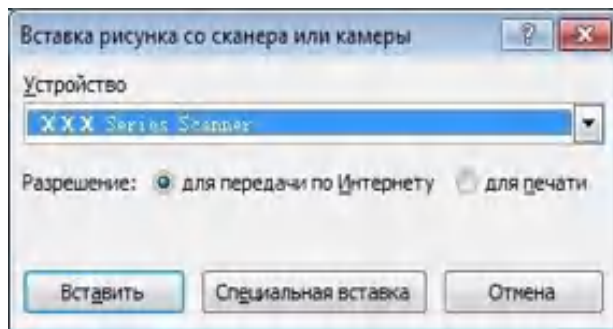 Вставка рисунка со сканера или камеры
Устройство
XXX Series Scanner
Разрешение: для передачи по Интернету для печати
Вставить Специальная вставка Отмена